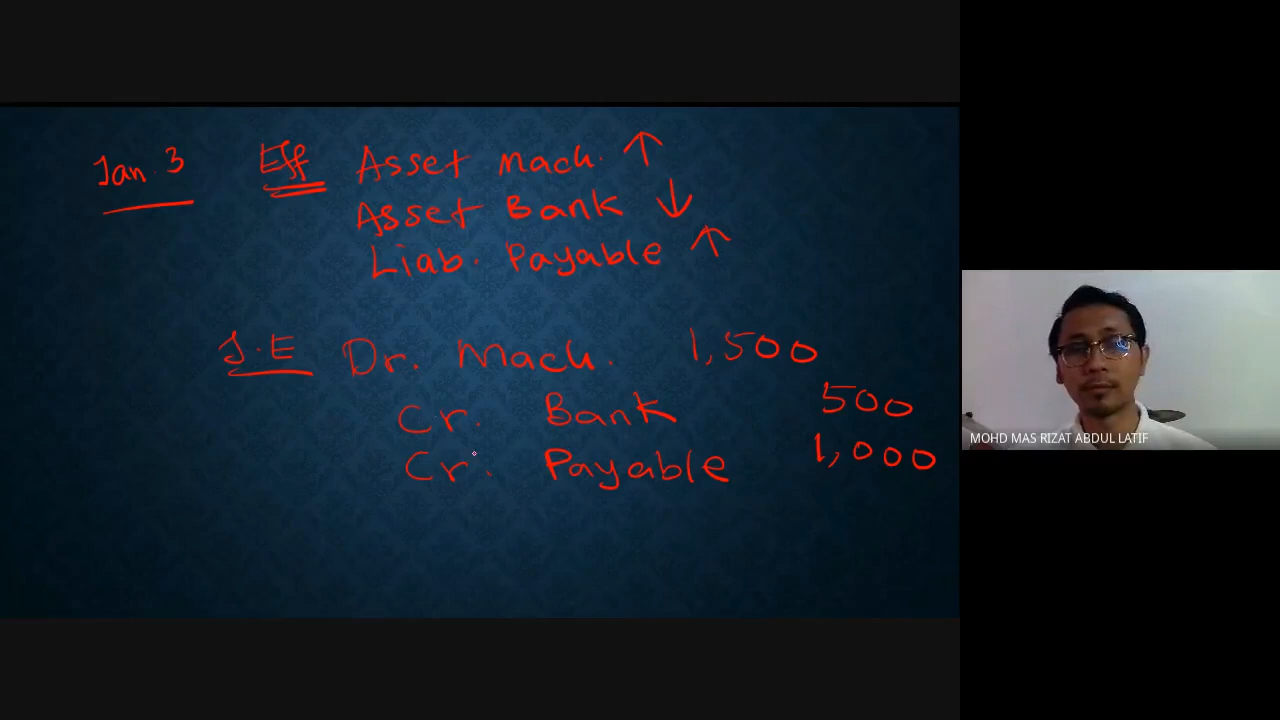 Jan. 3 Eff Asset Mach. ↑
Asset Bank ↓
Liab. Payable ↑
J.E Dr. Mach. 1,500
Cr. Bank 500
Cr. Payable 1,000
MOHD MAS RIZAT ABDUL LATIF